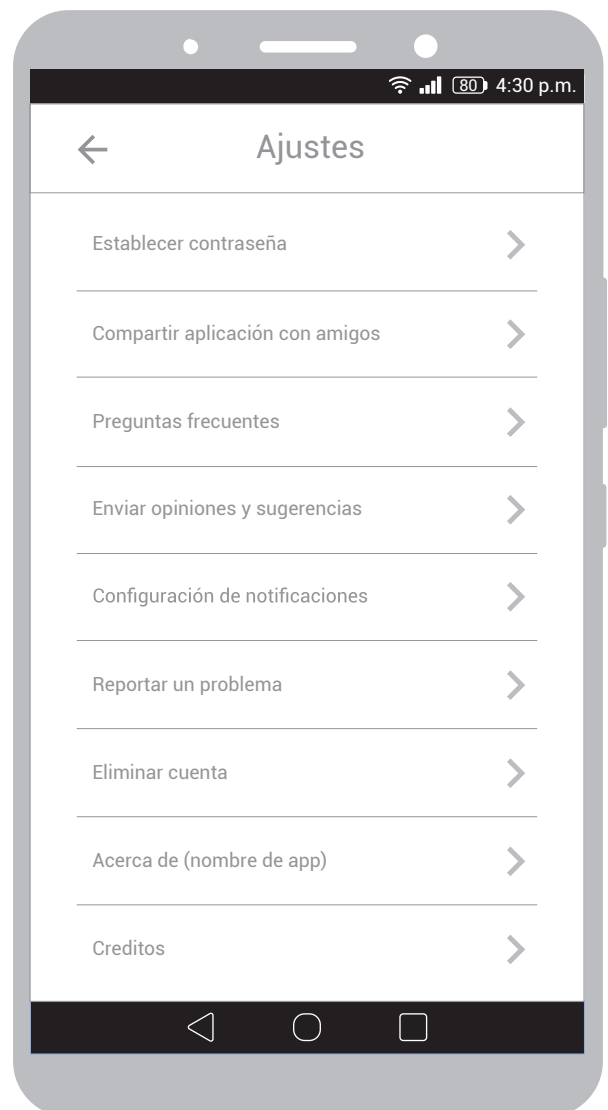 80 4:30 p.m.
Ajustes
Establecer contraseña
Compartir aplicación con amigos
Preguntas frecuentes
Enviar opiniones y sugerencias
Configuración de notificaciones
Reportar un problema
Eliminar cuenta
Acerca de (nombre de app)
Creditos